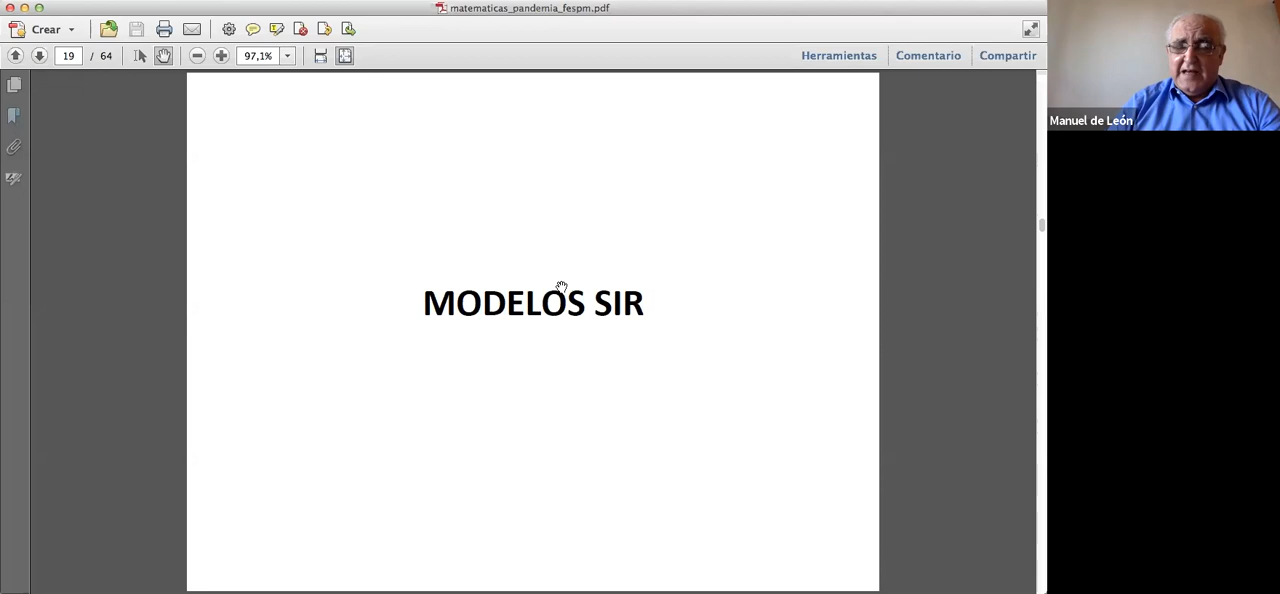 matematicas_pandemia_fespm.pdf
Crear
19 / 64
97,1%
Herramientas
Comentario
Compartir
Manuel de León
MODELOS SIR